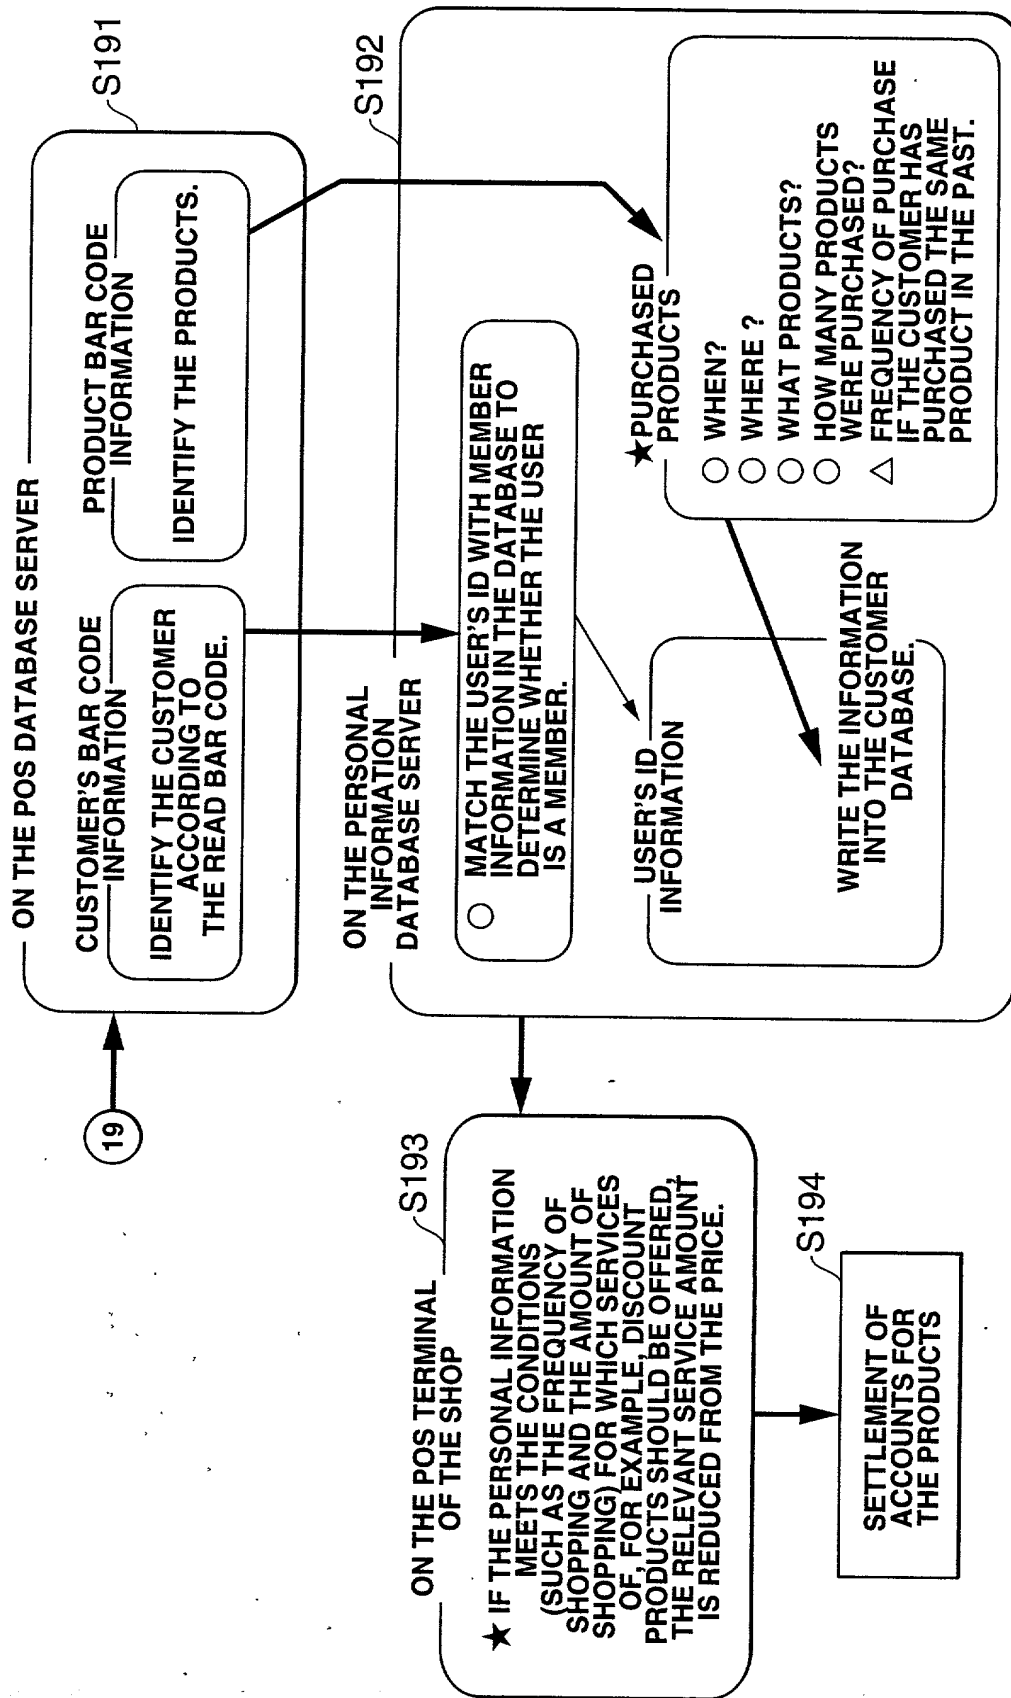 19
ON THE POS DATABASE SERVER
S191
CUSTOMER'S BAR CODE
INFORMATION
IDENTIFY THE CUSTOMER
ACCORDING TO
THE READ BAR CODE.
PRODUCT BAR CODE
INFORMATION
IDENTIFY THE PRODUCTS.
ON THE PERSONAL
INFORMATION
DATABASE SERVER
S192
○ MATCH THE USER'S ID WITH MEMBER
INFORMATION IN THE DATABASE TO
DETERMINE WHETHER THE USER
IS A MEMBER.
USER'S ID
INFORMATION
WRITE THE INFORMATION
INTO THE CUSTOMER
DATABASE.
★ PURCHASED
PRODUCTS
○ WHEN?
○ WHERE ?
○ WHAT PRODUCTS?
○ HOW MANY PRODUCTS
WERE PURCHASED?
△ FREQUENCY OF PURCHASE
IF THE CUSTOMER HAS
PURCHASED THE SAME
PRODUCT IN THE PAST.
ON THE POS TERMINAL
OF THE SHOP
S193
★ IF THE PERSONAL INFORMATION
MEETS THE CONDITIONS
(SUCH AS THE FREQUENCY OF
SHOPPING AND THE AMOUNT OF
SHOPPING) FOR WHICH SERVICES
OF, FOR EXAMPLE, DISCOUNT
PRODUCTS SHOULD BE OFFERED,
THE RELEVANT SERVICE AMOUNT
IS REDUCED FROM THE PRICE.
S194
SETTLEMENT OF
ACCOUNTS FOR
THE PRODUCTS